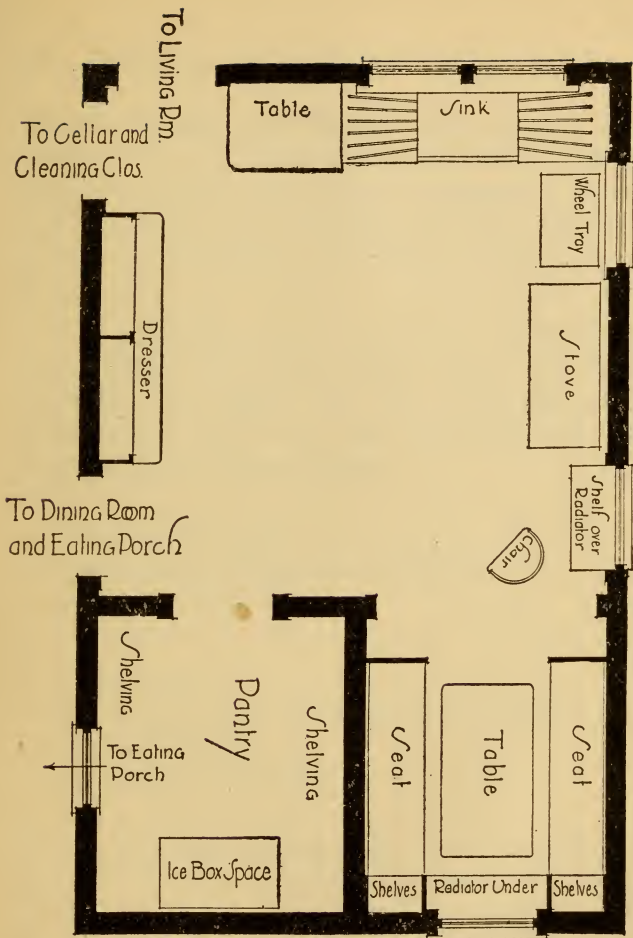 To Living Rm.
To Cellar and
Cleaning Clos.
Table
Sink
Wheel Tray
Dresser
Stove
Shelf over
Radiator
To Dining Room
and Eating Porch
Chair
Shelving
Pantry
Shelving
To Eating
Porch
Ice Box Space
Seat
Table
Seat
Shelves
Radiator Under
Shelves